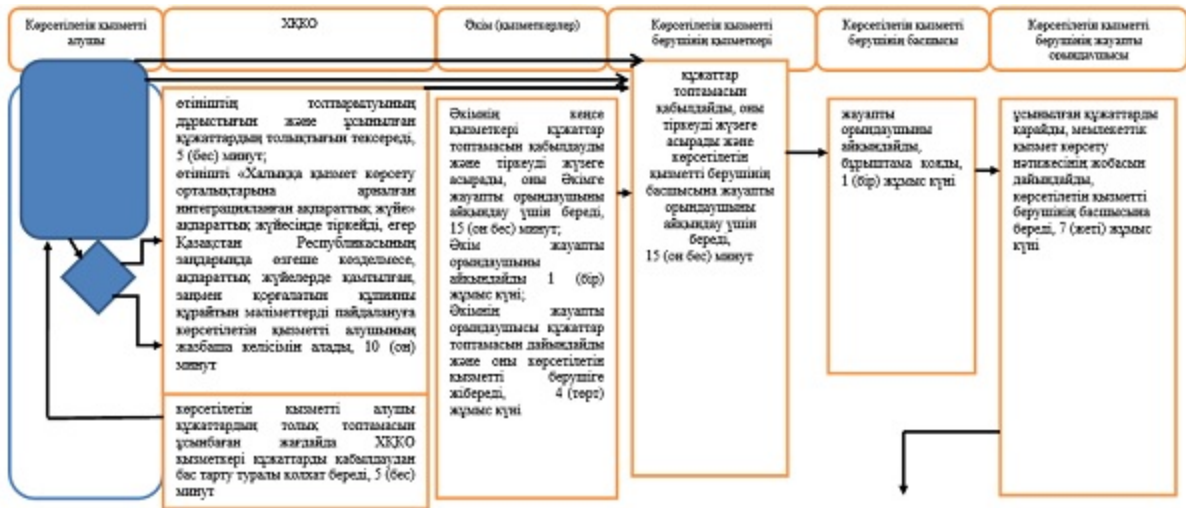 Көрсетілетін қызметті
алушы
ХҚКО
Әкім (қызметкерлер)
Көрсетілетін қызметті
берушінің қызметкері
Көрсетілетін қызметті
берушінің басшысы
Көрсетілетін қызметті
берушінің жауапты
орындаушысы
өтініштің толтырылуының
дұрыстығын және ұсынылған
құжаттардың толықтығын тексереді,
5 (бес) минут;
өтінішті «Халыққа қызмет көрсету
орталықтарына арналған
интеграцияланған ақпараттық жүйе»
ақпараттық жүйесінде тіркейді, егер
Қазақстан Республикасының
заңдарында өзгеше көзделмесе,
ақпараттық жүйелерде қамтылған,
заңмен қорғалатын құпияны
құрайтын мәліметтерді пайдалануға
көрсетілетін қызметті алушының
жазбаша келісімін алады, 10 (он)
минут
көрсетілетін қызметті алушы
құжаттардың толық топтамасын
ұсынбаған жағдайда ХҚКО
қызметкері құжаттарды қабылдаудан
бас тарту туралы қолхат береді, 5 (бес)
минут
Әкімнің кеңсе
қызметкері құжаттар
топтамасын қабылдауды
және тіркеуді жүзеге
асырады, оны Әкімге
жауапты орындаушыны
айқындау үшін береді,
15 (он бес) минут;
Әкім жауапты
орындаушыны
айқындайды 1 (бір)
жұмыс күні;
Әкімнің жауапты
орындаушысы құжаттар
топтамасын дайындайды
және оны көрсетілетін
қызметті берушіге
жібереді, 4 (төрт)
жұмыс күні
құжаттар
топтамасын
қабылдайды, оны
тіркеуді жүзеге
асырады және
көрсетілетін
қызметті берушінің
басшысына жауапты
орындаушыны
айқындау үшін
береді,
15 (он бес) минут
жауапты
орындаушыны
айқындайды,
бұрыштама қояды,
1 (бір) жұмыс күні
ұсынылған құжаттарды
қарайды, мемлекеттік
қызмет көрсету
нәтижесінің жобасын
дайындайды,
көрсетілетін қызметті
берушінің басшысына
береді, 7 (жеті) жұмыс
күні